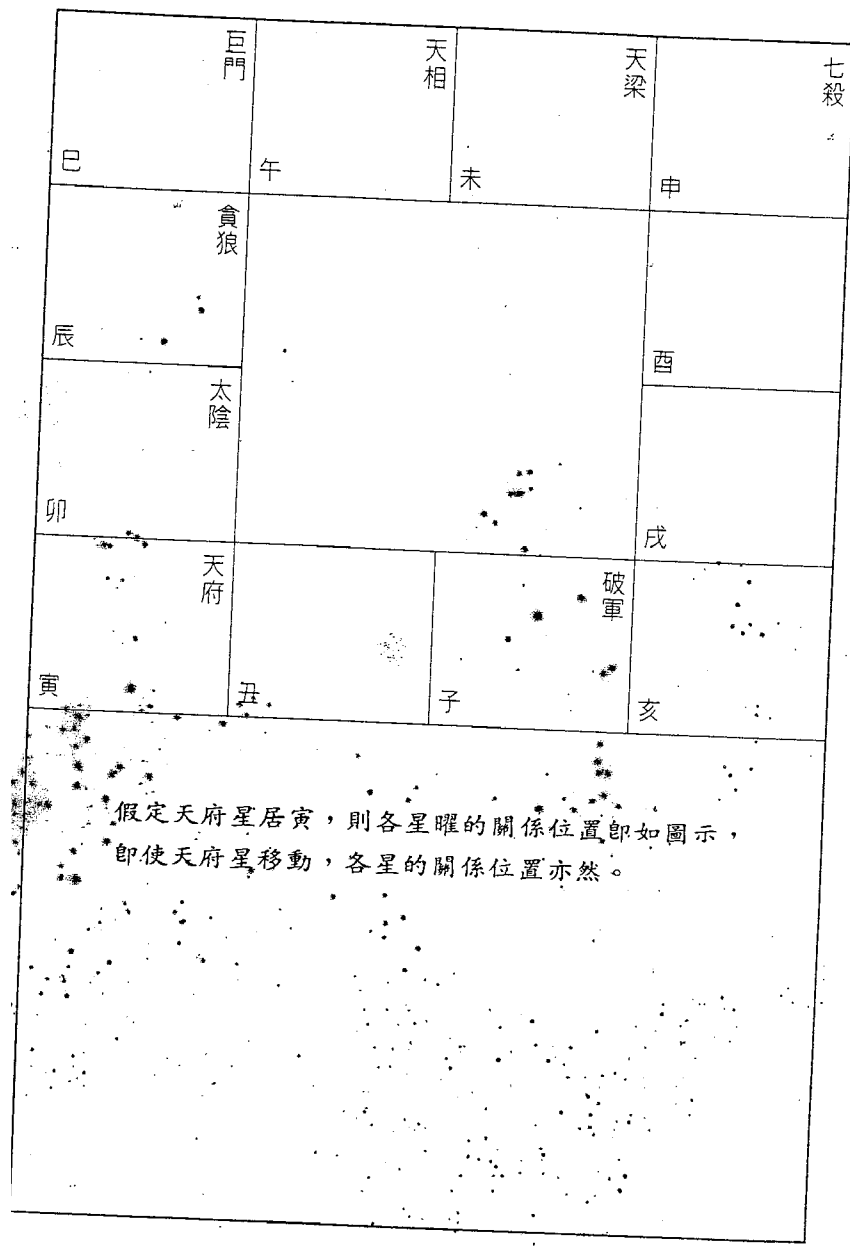 巨門
巳
天相
午
天梁
未
七殺
申
貪狼
辰
酉
太陰
卯
戌
天府
寅
丑
破軍
子
亥
假定天府星居寅，則各星曜的關係位置即如圖示，
即使天府星移動，各星的關係位置亦然。